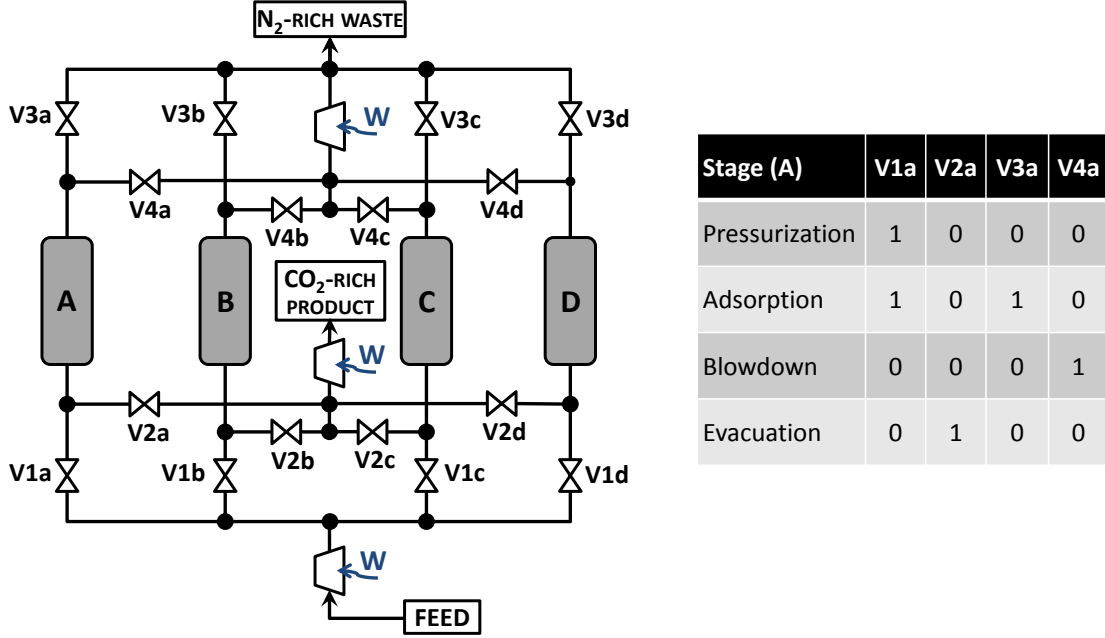 N₂-RICH WASTE
V3a
V3b
W
V3c
V3d
V4a
V4d
V4b
V4c
A
B
CO₂-RICH
PRODUCT
C
D
W
V2a
V2d
V2b
V2c
V1a
V1b
V1c
V1d
W
FEED
Stage (A) V1a V2a V3a V4a
Pressurization 1 0 0 0
Adsorption 1 0 1 0
Blowdown 0 0 0 1
Evacuation 0 1 0 0